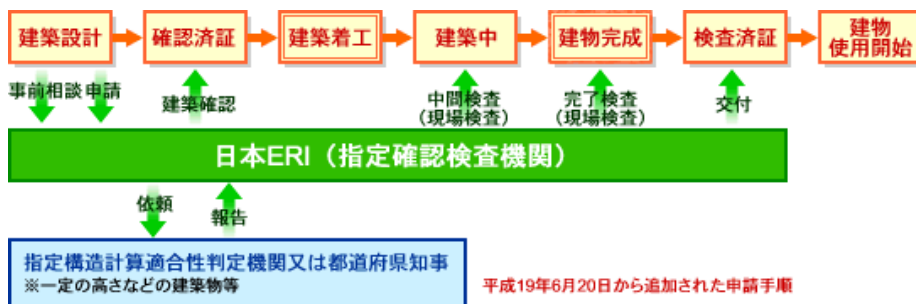 建築設計
確認済証
建築着工
建築中
建物完成
検査済証
建物
使用開始
事前相談
申請
建築確認
中間検査
(現場検査)
完了検査
(現場検査)
交付
日本ERI(指定確認検査機関)
依頼
報告
指定構造計算適合性判定機関又は都道府県知事
※一定の高さなどの建築物等
平成19年6月20日から追加された申請手順